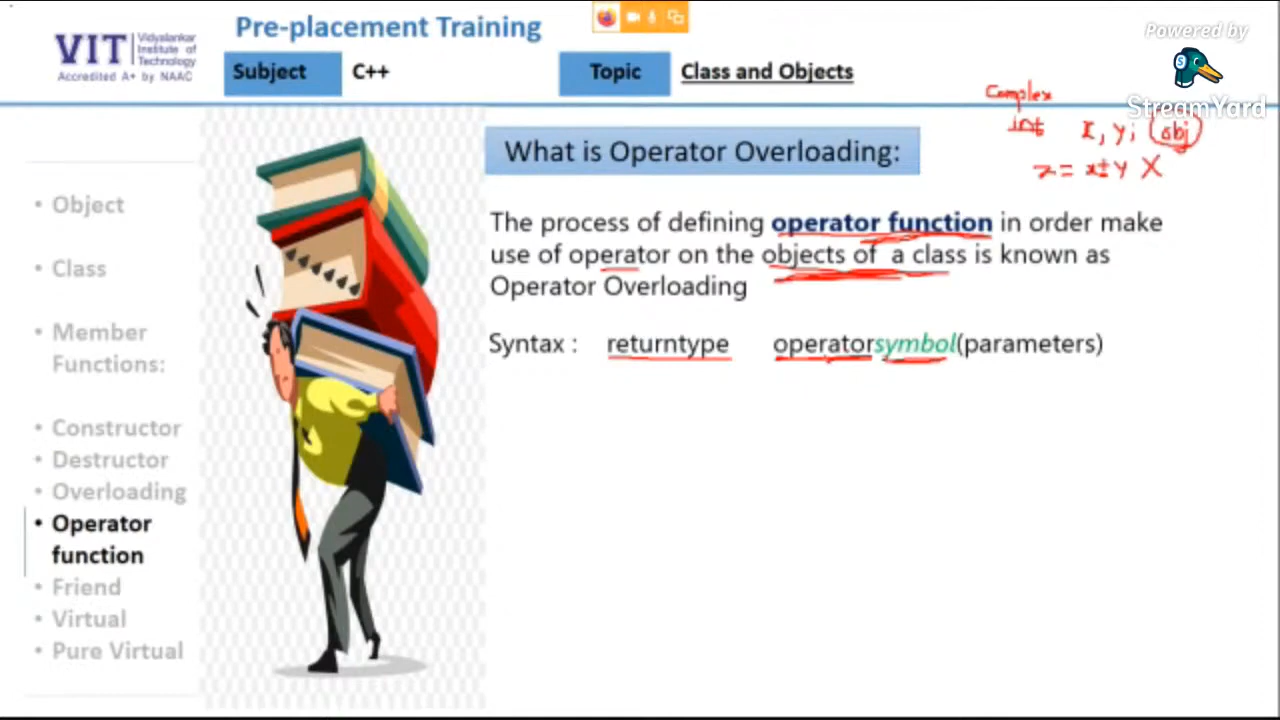 Pre-placement Training
Powered by
VIT
Vidyalankar
Institute of
Technology
Accredited A+ by NAAC
Subject C++ Topic Class and Objects
StreamYard
Complex
int x, y; obj
z = x ± y X
What is Operator Overloading:
The process of defining operator function in order make
use of operator on the objects of a class is known as
Operator Overloading
Syntax : returntype operatorsymbol(parameters)
• Object
• Class
• Member
Functions:
• Constructor
• Destructor
• Overloading
• Operator
function
• Friend
• Virtual
• Pure Virtual